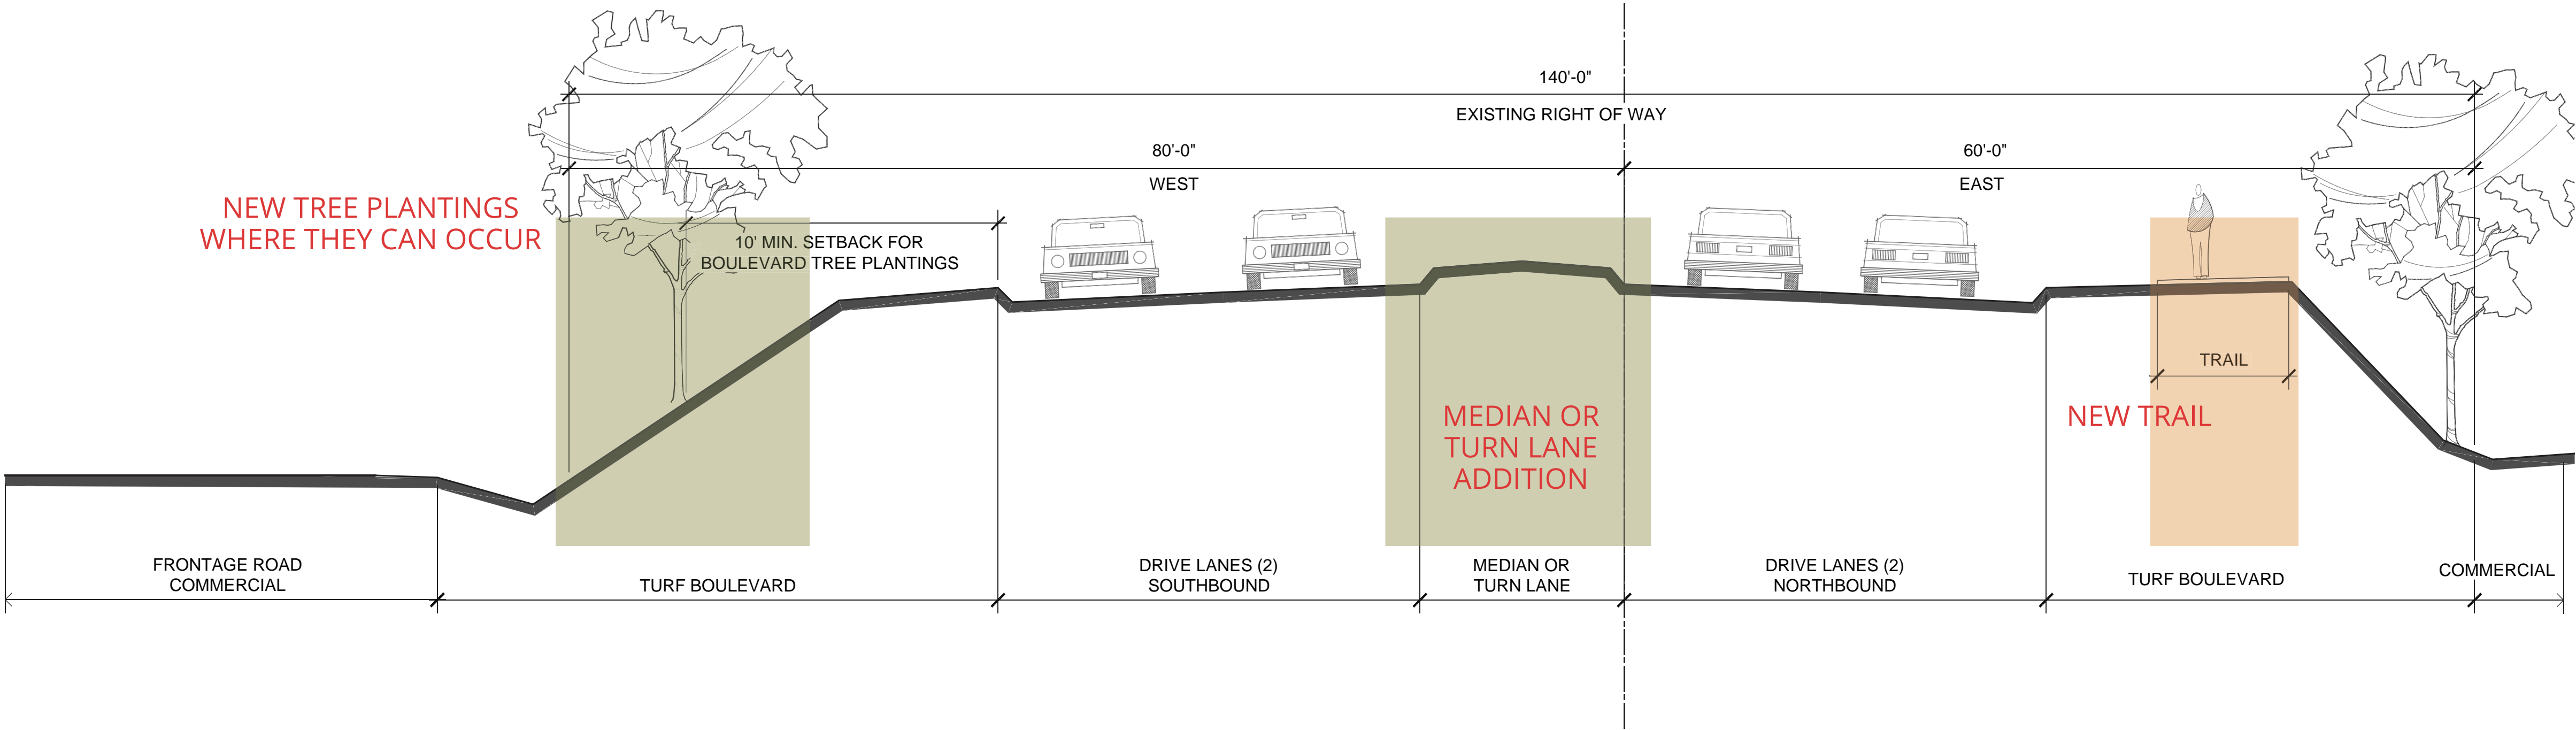 140'-0"
EXISTING RIGHT OF WAY
80'-0"
WEST
60'-0"
EAST
NEW TREE PLANTINGS
WHERE THEY CAN OCCUR
10' MIN. SETBACK FOR
BOULEVARD TREE PLANTINGS
TRAIL
NEW TRAIL
MEDIAN OR
TURN LANE
ADDITION
FRONTAGE ROAD
COMMERCIAL
TURF BOULEVARD
DRIVE LANES (2)
SOUTHBOUND
MEDIAN OR
TURN LANE
DRIVE LANES (2)
NORTHBOUND
TURF BOULEVARD
COMMERCIAL